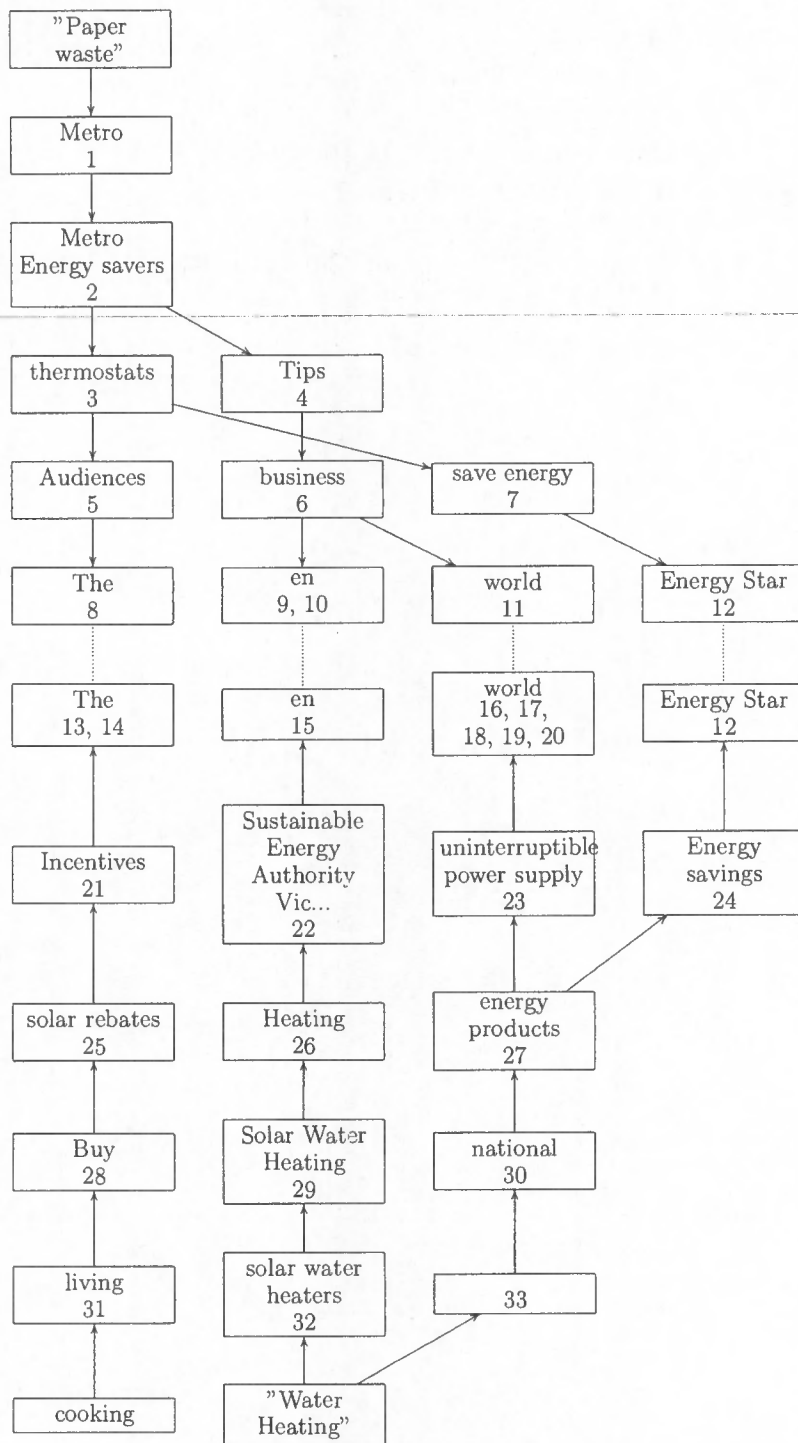 "Paper
waste"
Metro
1
Metro
Energy savers
2
thermostats
3
Tips
4
Audiences
5
business
6
save energy
7
The
8
en
9, 10
world
11
Energy Star
12
The
13, 14
en
15
world
16, 17,
18, 19, 20
Energy Star
12
Incentives
21
Sustainable
Energy
Authority
Vic...
22
uninterruptible
power supply
23
Energy
savings
24
solar rebates
25
Heating
26
energy
products
27
Buy
28
Solar Water
Heating
29
national
30
living
31
solar water
heaters
32
33
cooking
"Water
Heating"